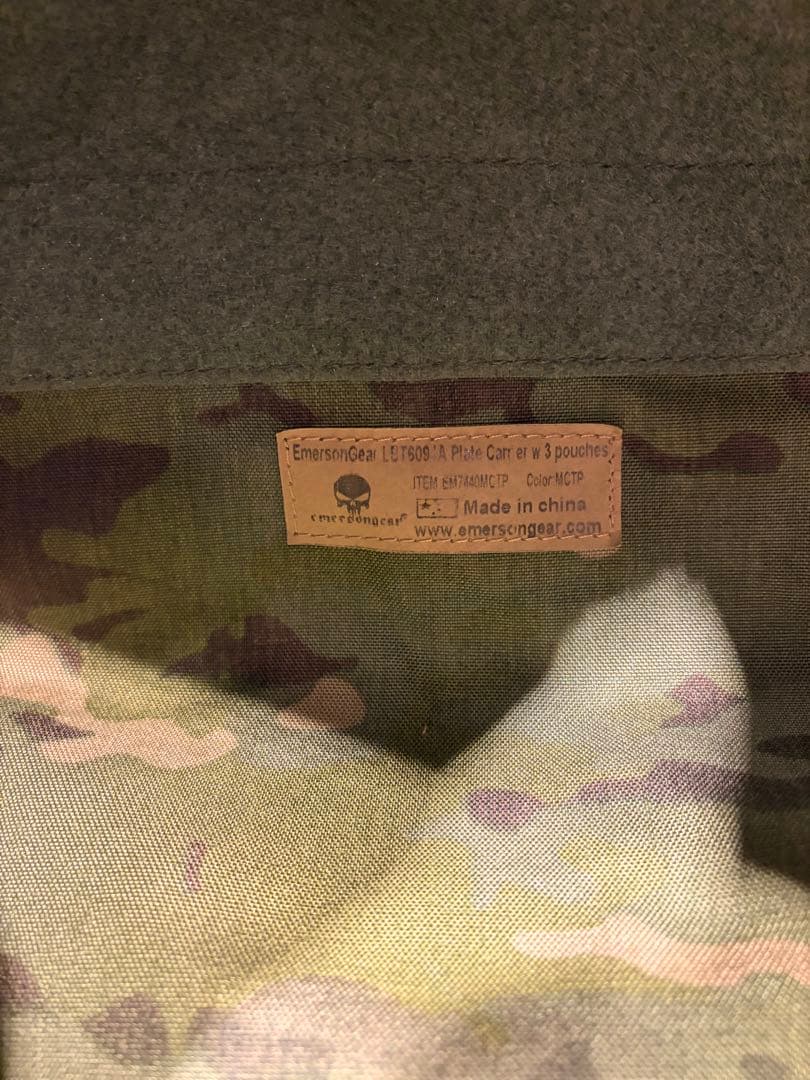 EmersonGear LBT6094A Plate Carrier w 3 pouches
ITEM EM7440MCTP Color:MCTP
emersongear®
Made in china
www.emersongear.com